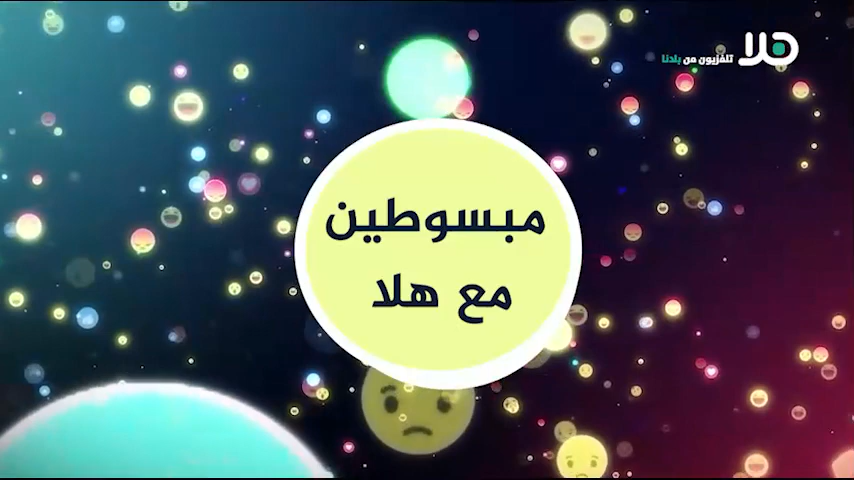 هلا
تلفزيون من بلدنا
مبسوطين
مع هلا